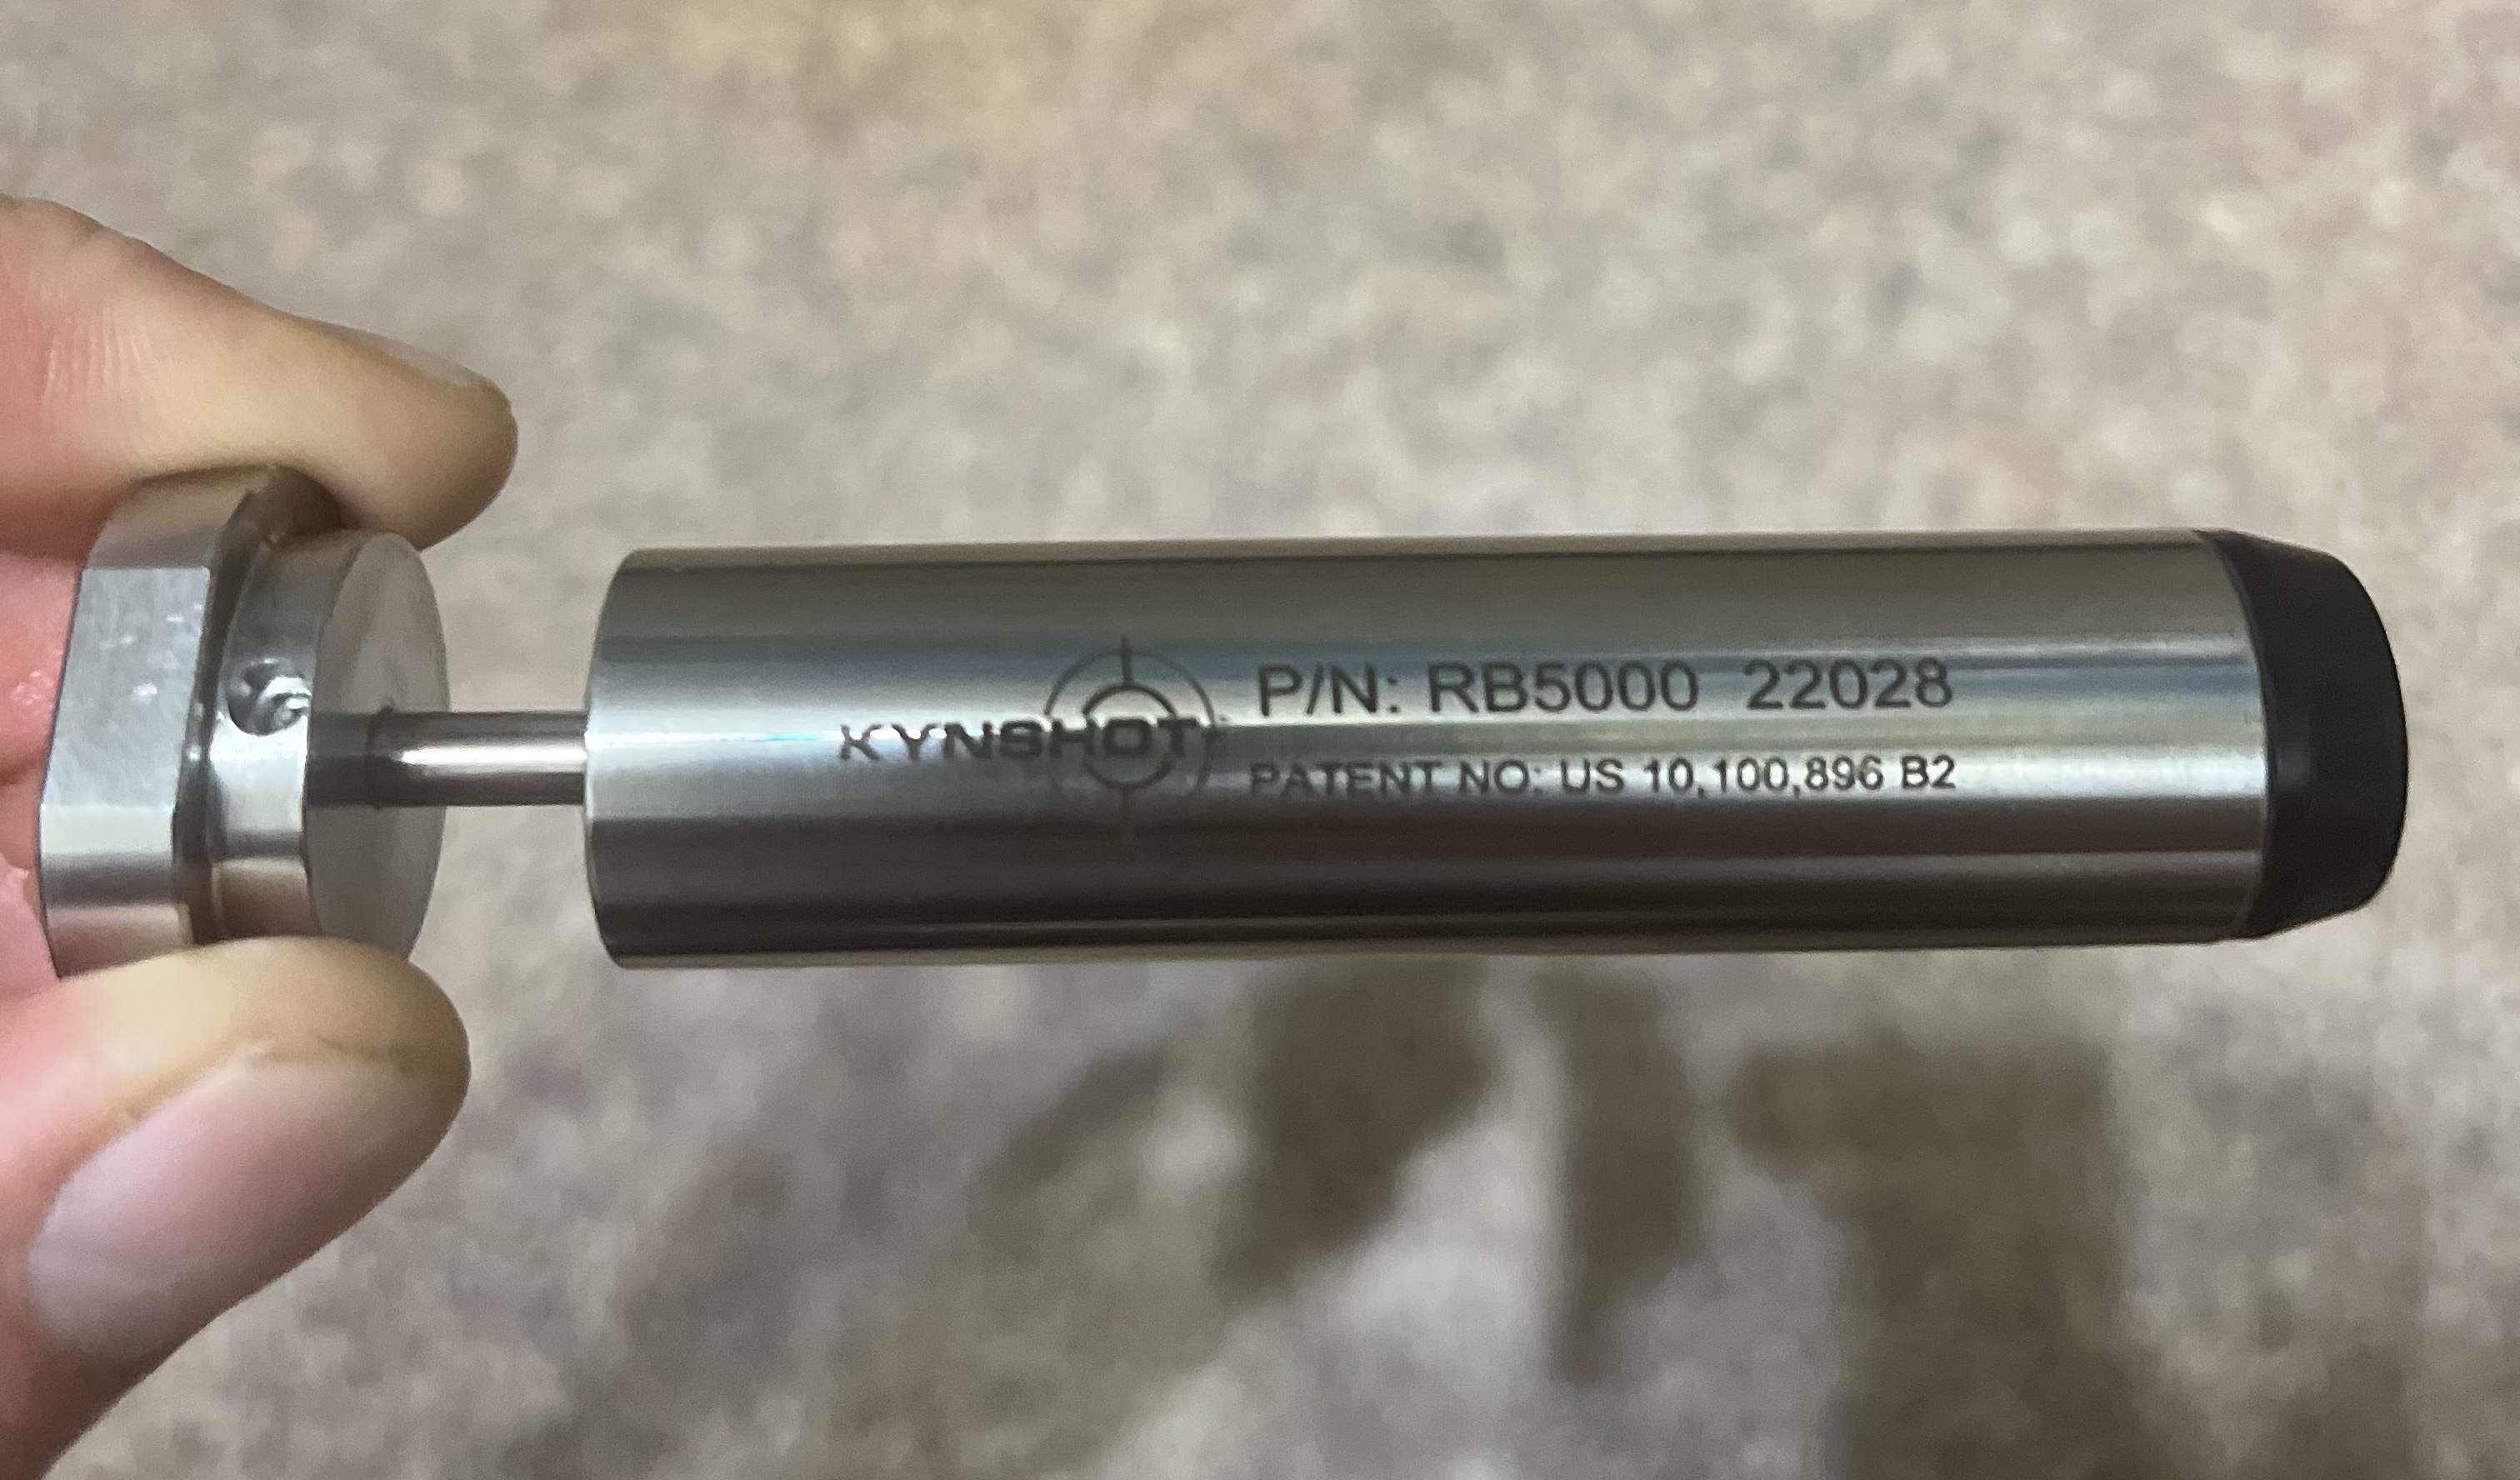 KYNSHOT
P/N: RB5000 22028
PATENT NO: US 10,100,896 B2